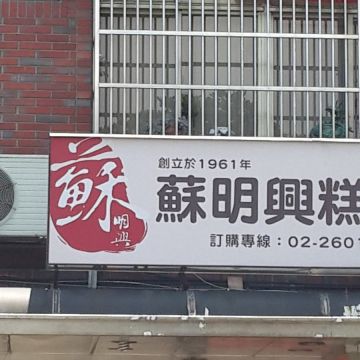 蘇
明
興
創立於1961年
蘇明興糕
訂購專線：02-2601